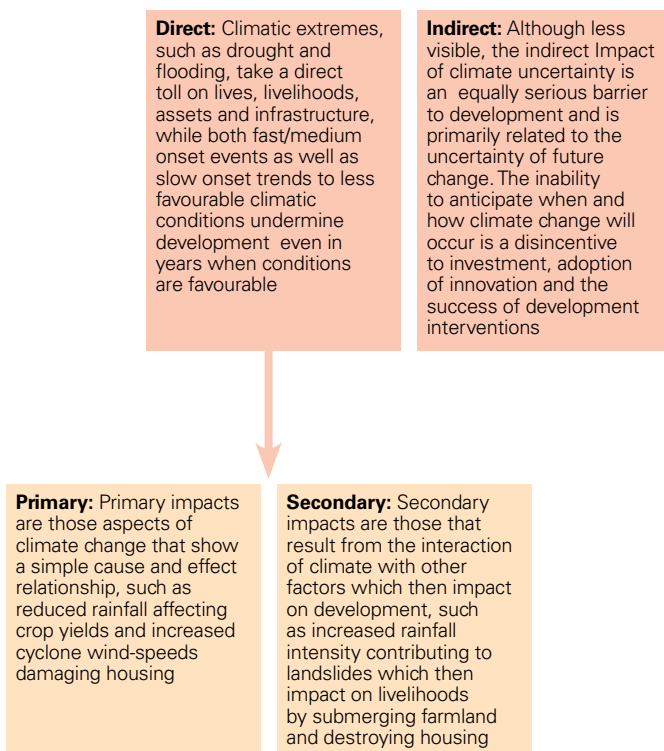 Direct: Climatic extremes,
such as drought and
flooding, take a direct
toll on lives, livelihoods,
assets and infrastructure,
while both fast/medium
onset events as well as
slow onset trends to less
favourable climatic
conditions undermine
development even in
years when conditions
are favourable
Indirect: Although less
visible, the indirect Impact
of climate uncertainty is
an equally serious barrier
to development and is
primarily related to the
uncertainty of future
change. The inability
to anticipate when and
how climate change will
occur is a disincentive
to investment, adoption
of innovation and the
success of development
interventions
Primary: Primary impacts
are those aspects of
climate change that show
a simple cause and effect
relationship, such as
reduced rainfall affecting
crop yields and increased
cyclone wind-speeds
damaging housing
Secondary: Secondary
impacts are those that
result from the interaction
of climate with other
factors which then impact
on development, such
as increased rainfall
intensity contributing to
landslides which then
impact on livelihoods
by submerging farmland
and destroying housing